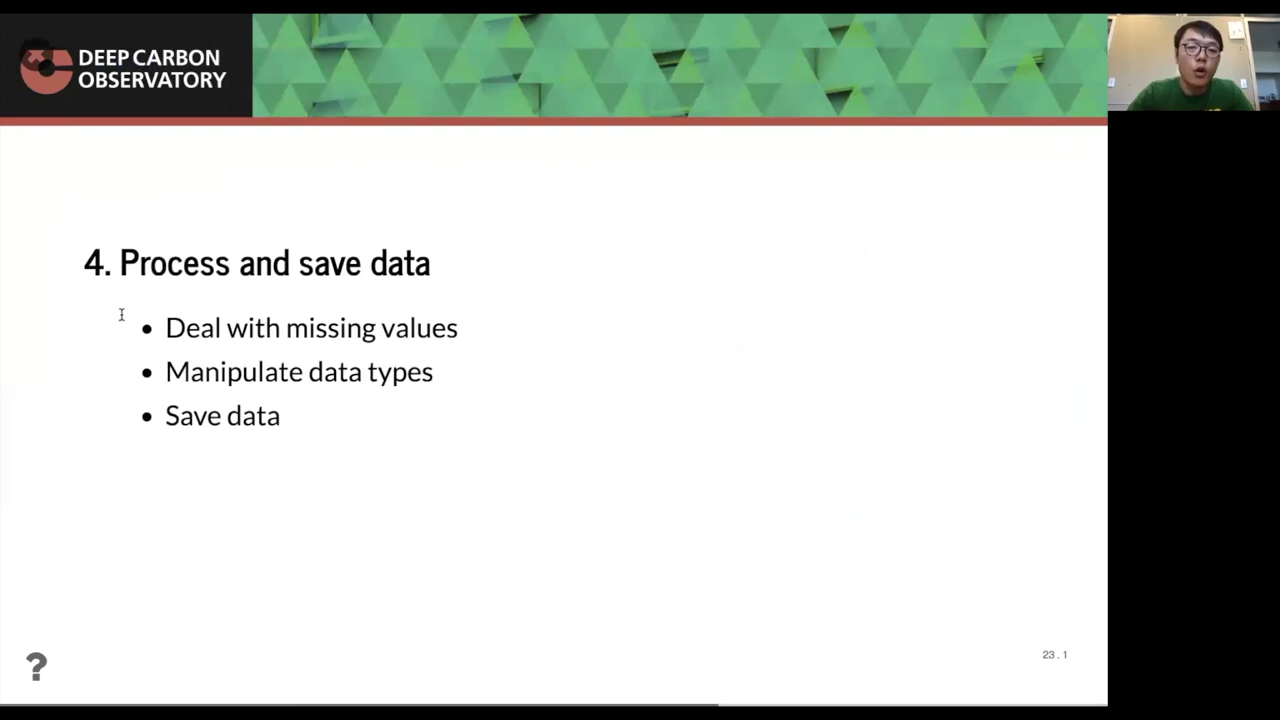 DEEP CARBON
OBSERVATORY
4. Process and save data
• Deal with missing values
• Manipulate data types
• Save data
?
23.1